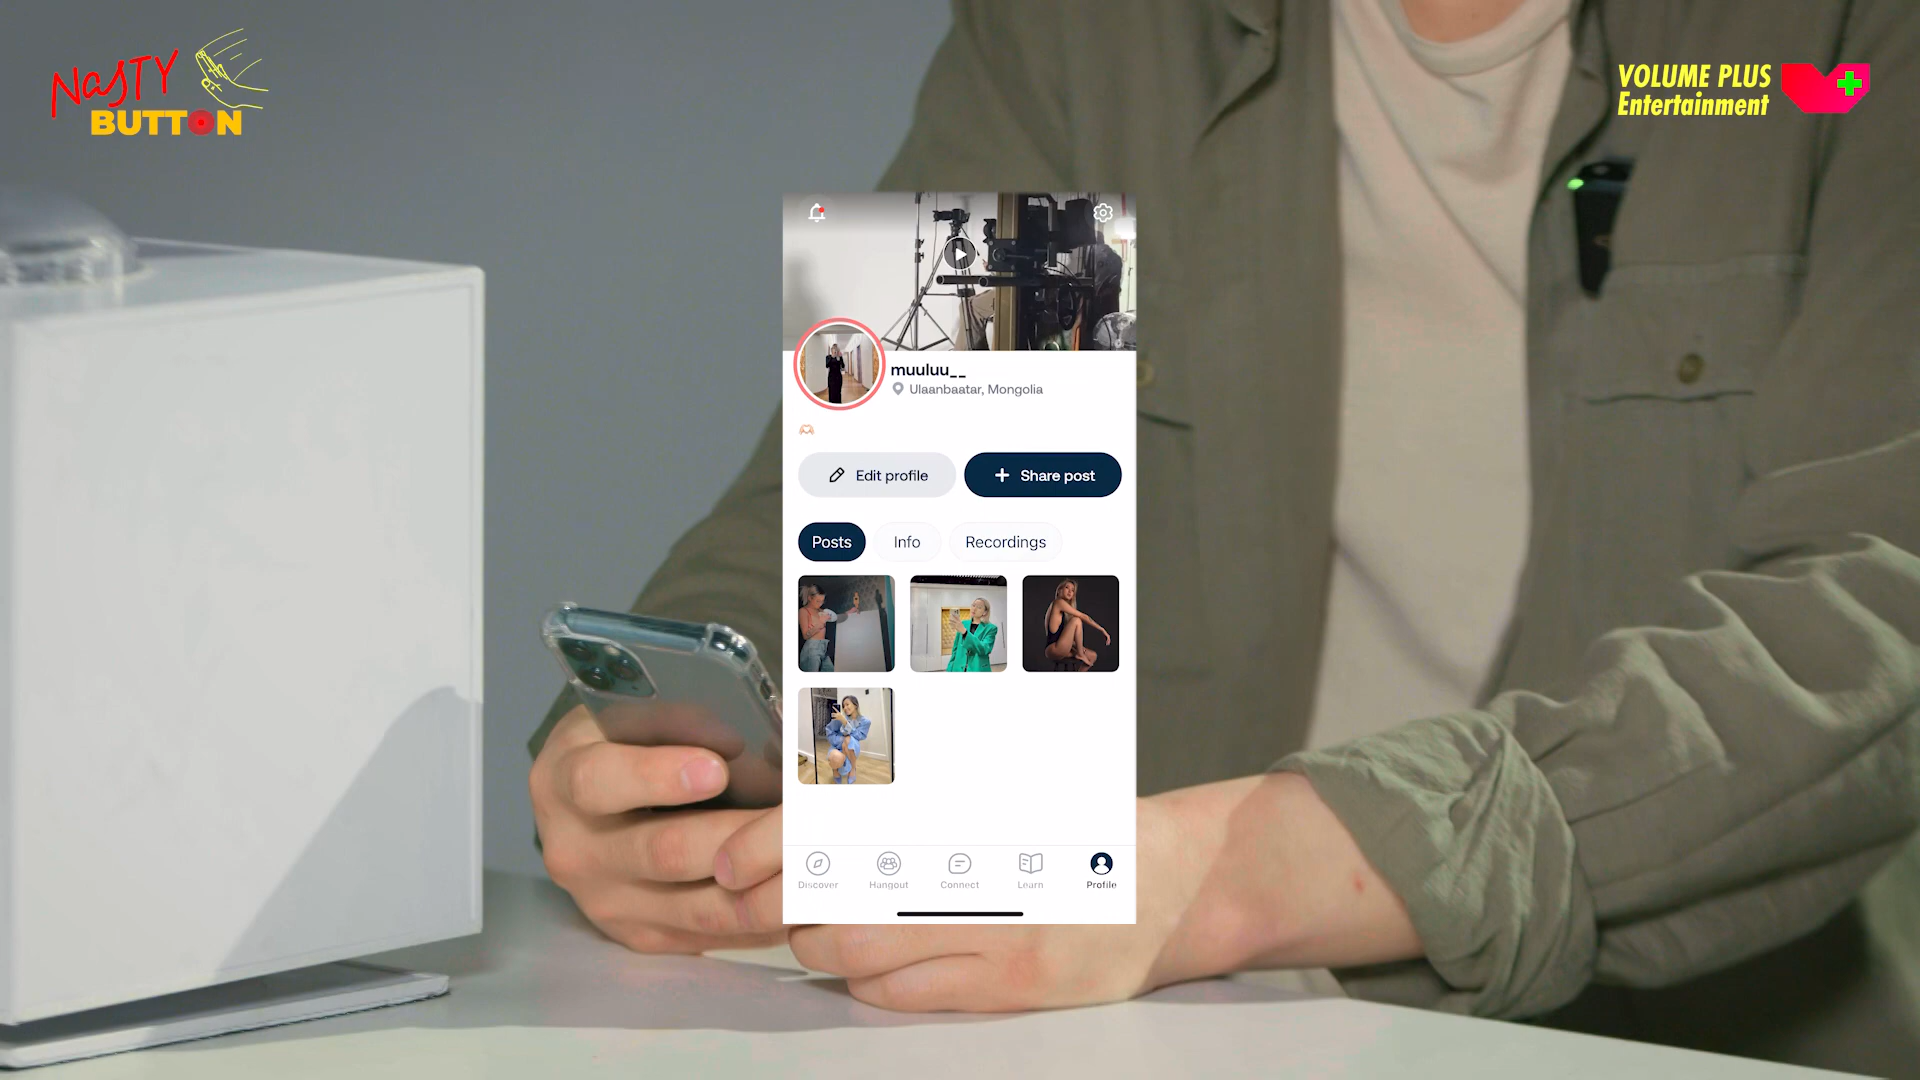 NASTY
BUTTON
VOLUME PLUS
Entertainment
muuluu__
Ulaanbaatar, Mongolia
Edit profile
Share post
Posts
Info
Recordings
Discover
Hangout
Connect
Learn
Profile